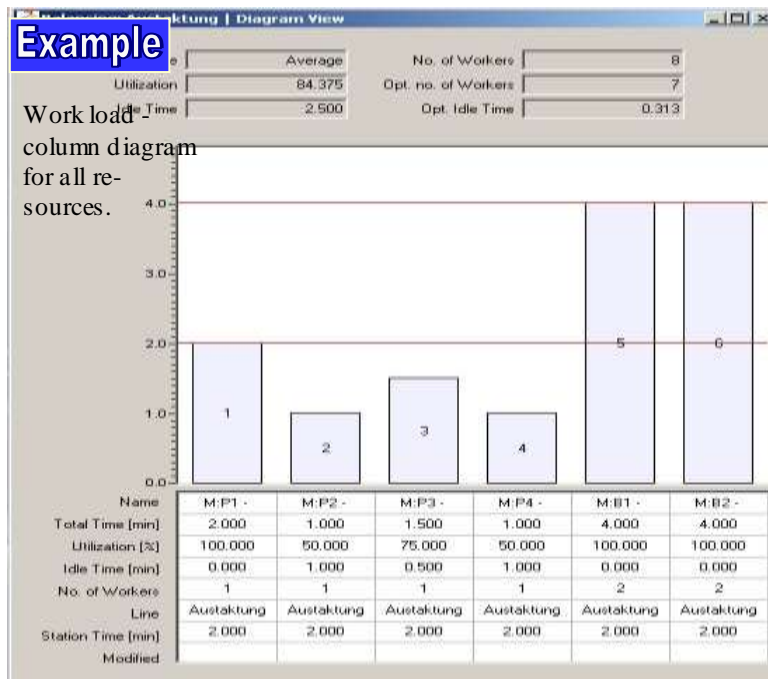 Austaktung | Diagram View
Example
Average
No. of Workers 8
Utilization 84.375
Opt. no. of Workers 7
Idle Time 2.500
Opt. Idle Time 0.313
Work load -
column diagram
for all re-
sources.
4.0
3.0
2.0
1.0
0.0
1
2
3
4
5
6
Name M:P1 - M:P2 - M:P3 - M:P4 - M:B1 - M:B2 -
Total Time [min] 2.000 1.000 1.500 1.000 4.000 4.000
Utilization [%] 100.000 50.000 75.000 50.000 100.000 100.000
Idle Time [min] 0.000 1.000 0.500 1.000 0.000 0.000
No. of Workers 1 1 1 1 2 2
Line Austaktung Austaktung Austaktung Austaktung Austaktung Austaktung
Station Time [min] 2.000 2.000 2.000 2.000 2.000 2.000
Modified